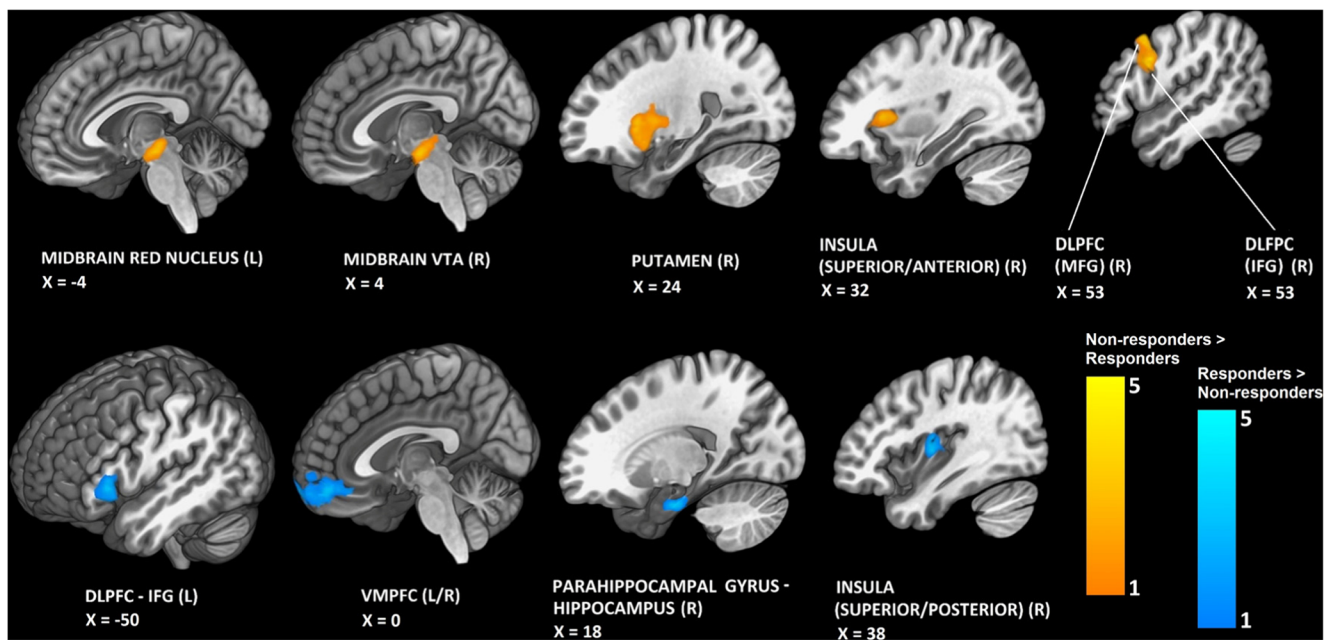 MIDBRAIN RED NUCLEUS (L)
X = -4
MIDBRAIN VTA (R)
X = 4
PUTAMEN (R)
X = 24
INSULA
(SUPERIOR/ANTERIOR) (R)
X = 32
DLPFC
(MFG) (R)
X = 53
DLFPC
(IFG) (R)
X = 53
DLPFC - IFG (L)
X = -50
VMPFC (L/R)
X = 0
PARAHIPPOCAMPAL GYRUS -
HIPPOCAMPUS (R)
X = 18
INSULA
(SUPERIOR/POSTERIOR) (R)
X = 38
Non-responders >
Responders
5
1
Responders >
Non-responders
5
1